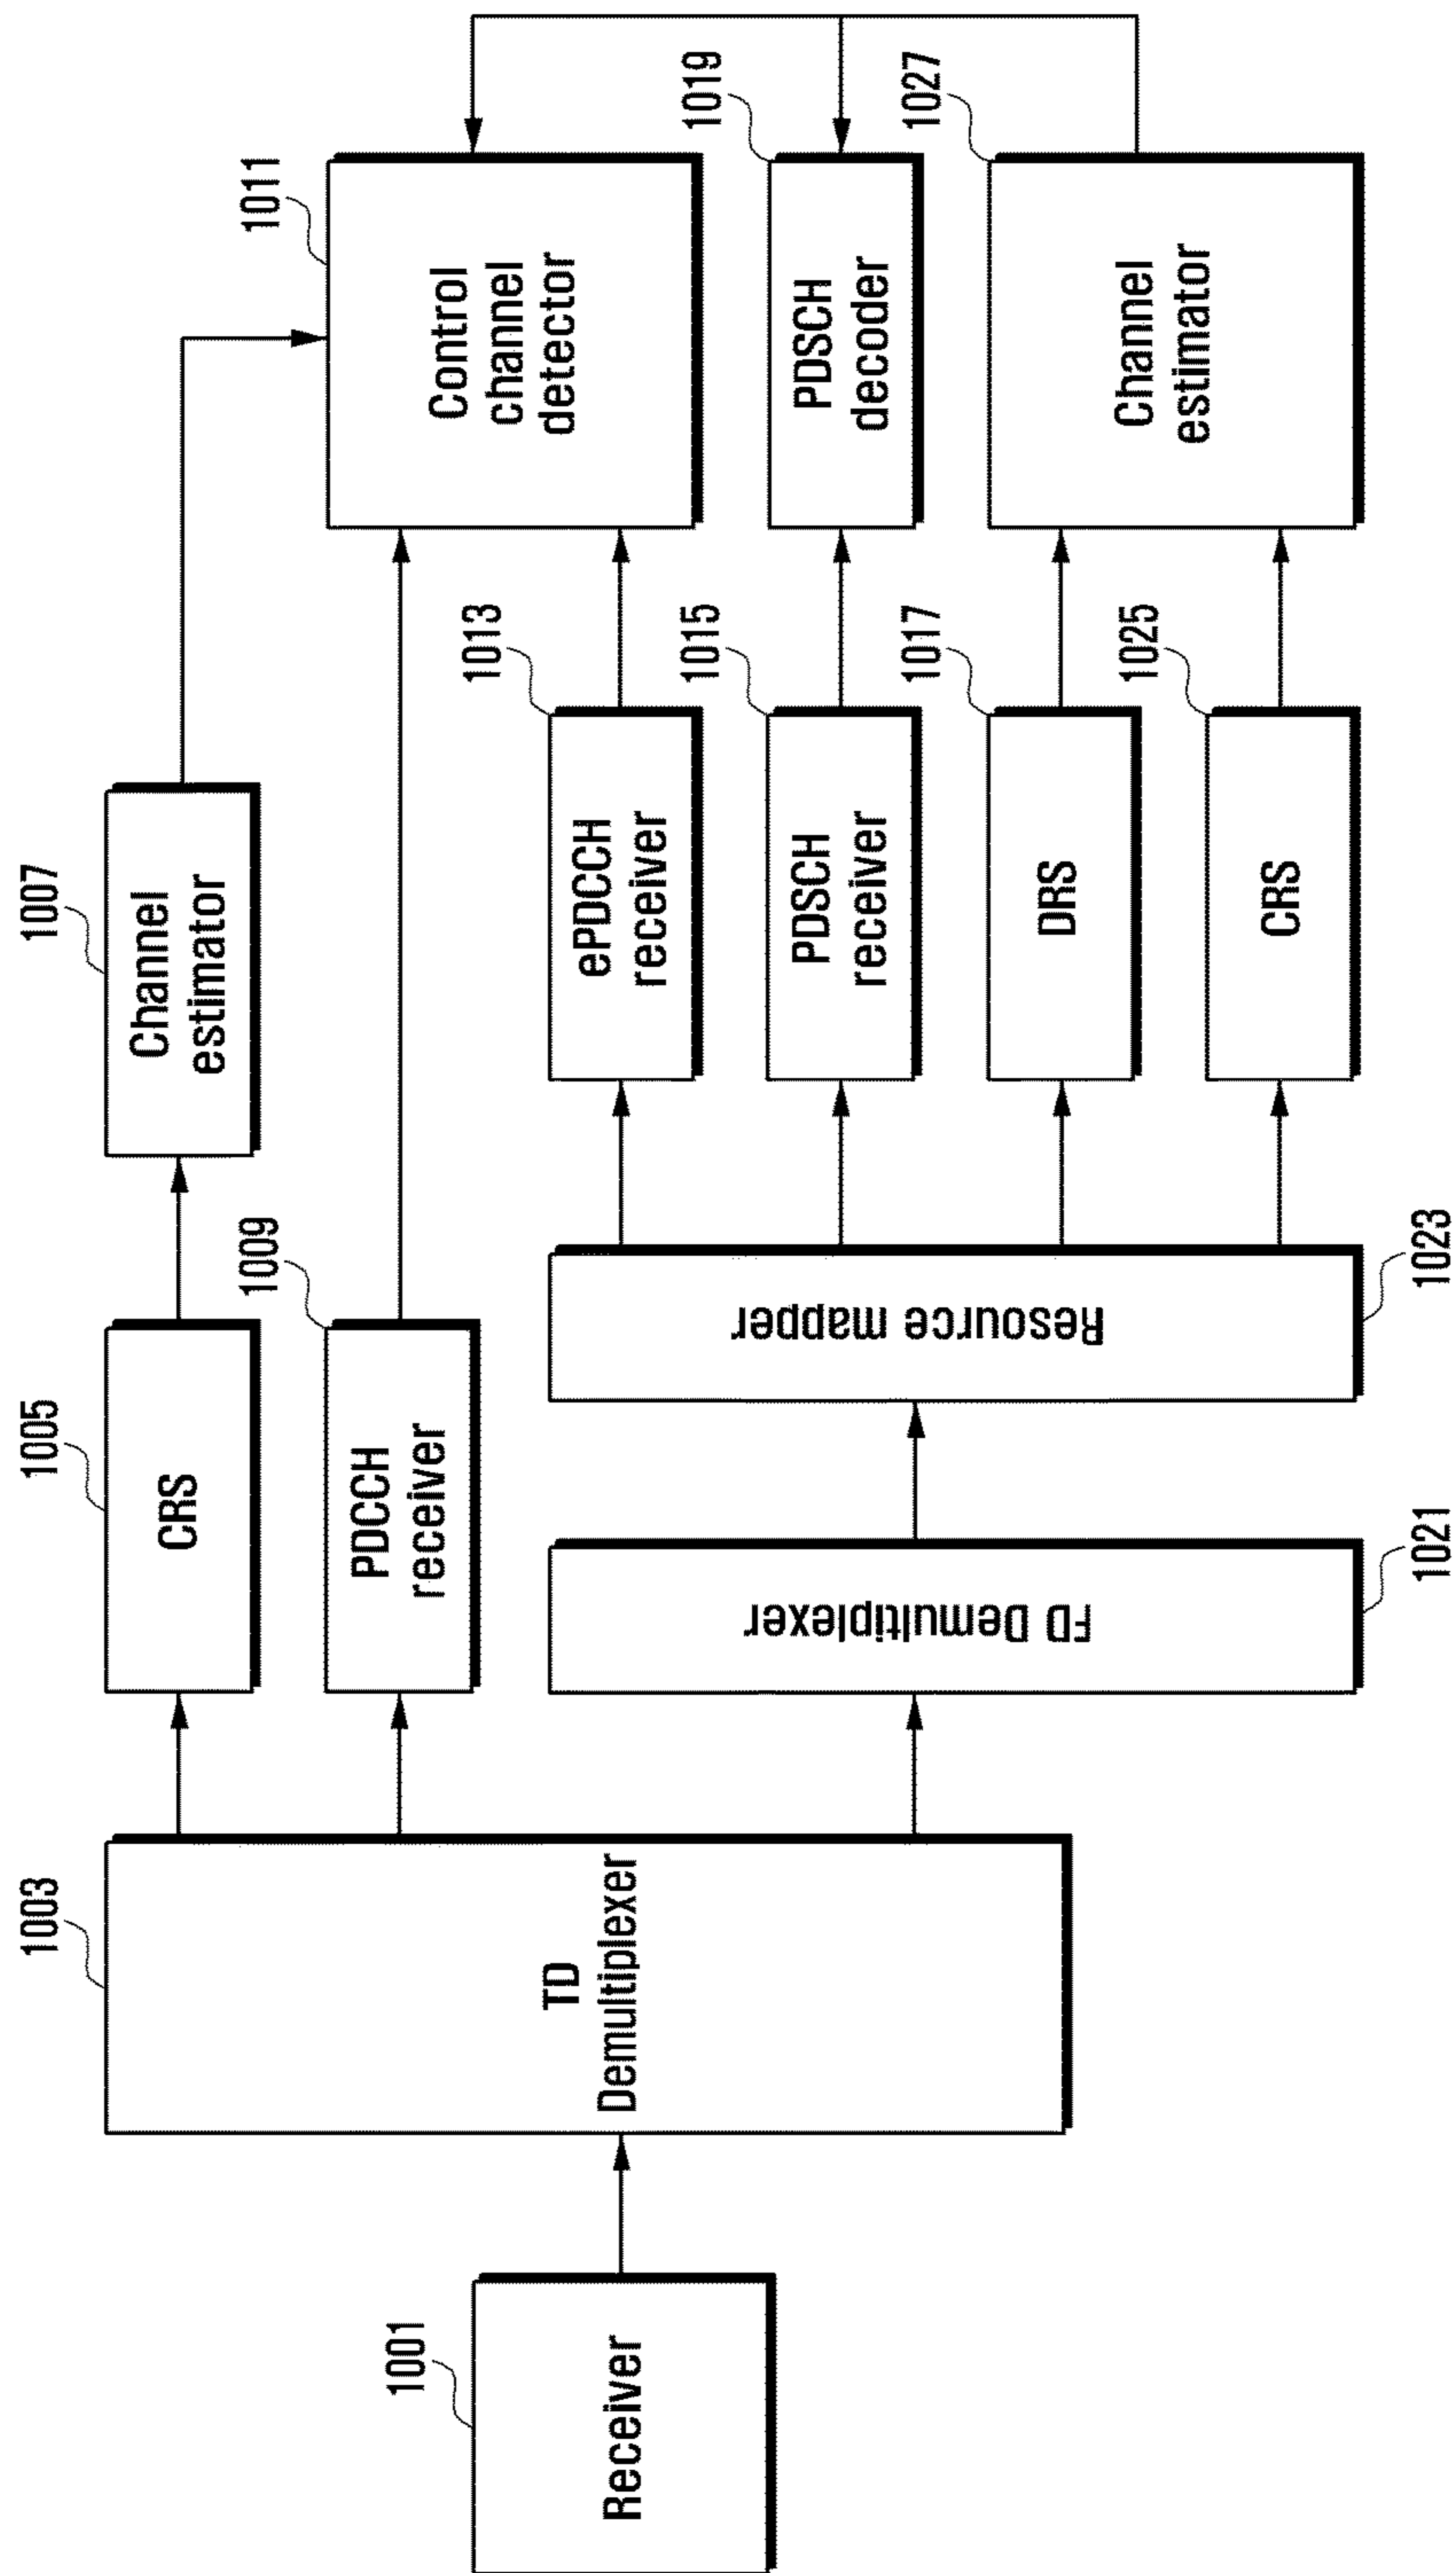 1001
Receiver
1003
TD
Demultiplexer
1005
CRS
1007
Channel
estimator
1009
PDCCH
receiver
1011
Control
channel
detector
1021
FD Demultiplexer
1023
Resource mapper
1013
ePDCCH
receiver
1015
PDSCH
receiver
1019
PDSCH
decoder
1017
DRS
1025
CRS
1027
Channel
estimator